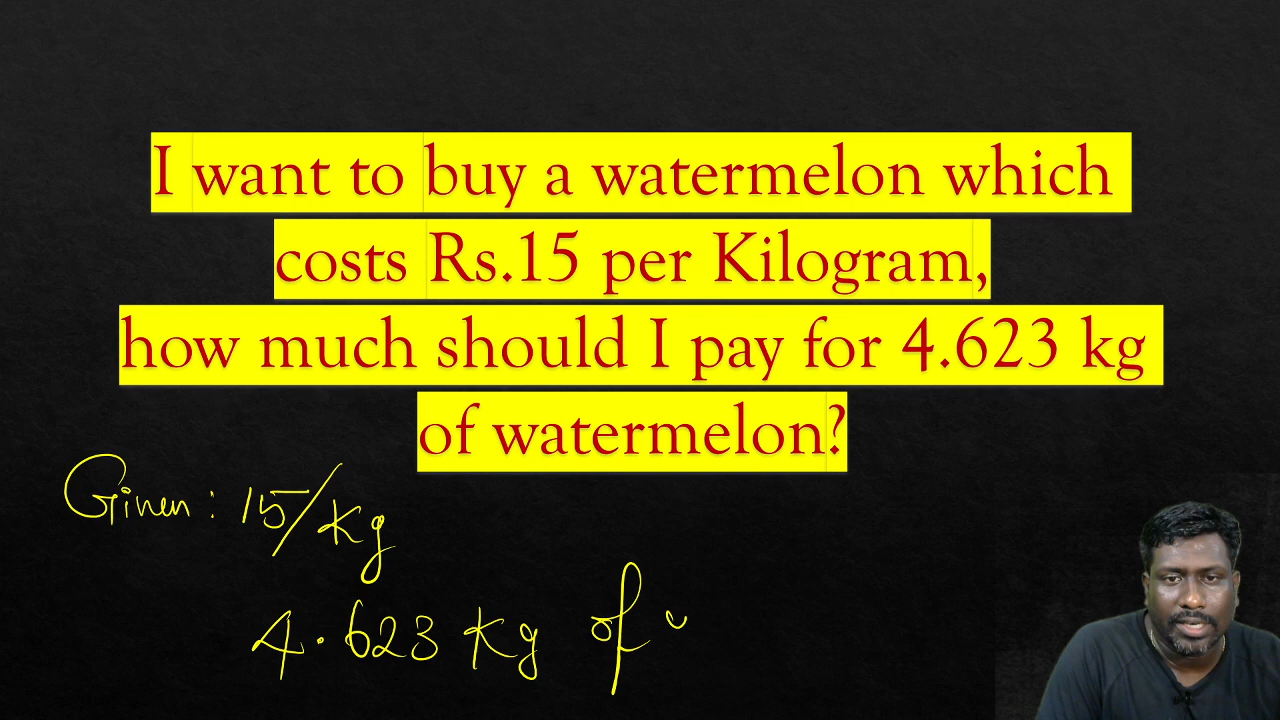 I want to buy a watermelon which
costs Rs.15 per Kilogram,
how much should I pay for 4.623 kg
of watermelon?
Given: 15/Kg
4.623 Kg of